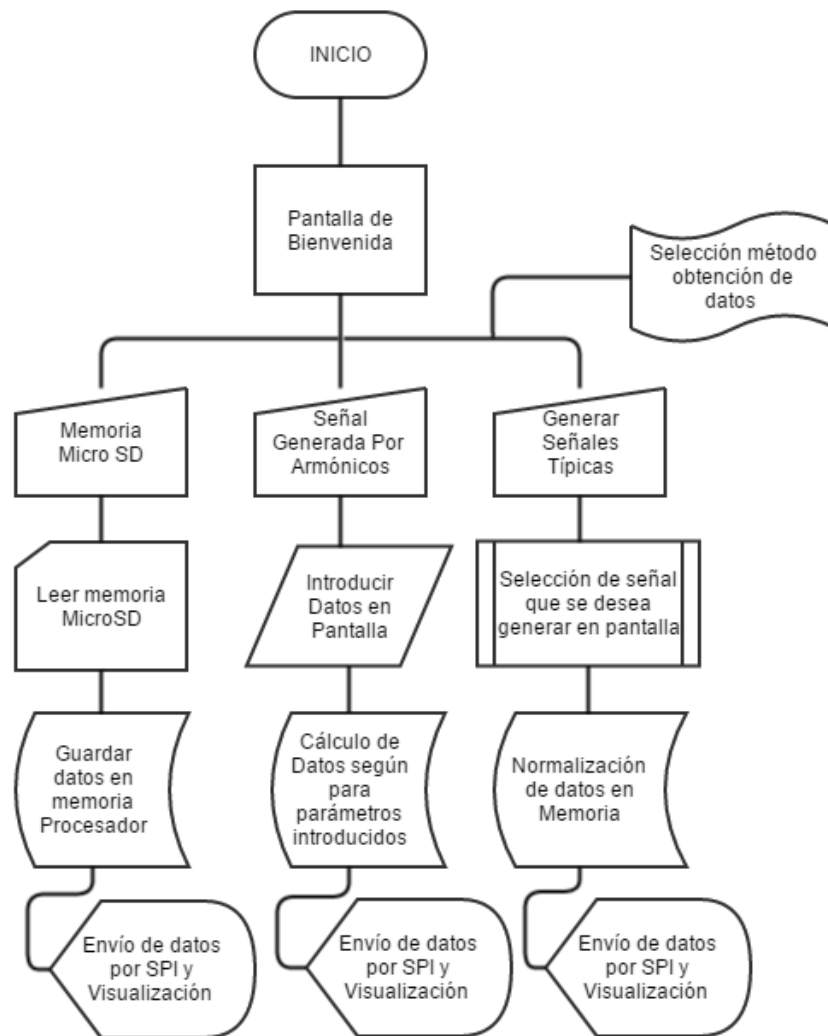 INICIO
Pantalla de
Bienvenida
Selección método
obtención de
datos
Memoria
Micro SD
Señal
Generada Por
Armónicos
Generar
Señales
Típicas
Leer memoria
MicroSD
Introducir
Datos en
Pantalla
Selección de señal
que se desea
generar en pantalla
Guardar
datos en
memoria
Procesador
Cálculo de
Datos según
para
parámetros
introducidos
Normalización
de datos en
Memoria
Envío de datos
por SPI y
Visualización
Envío de datos
por SPI y
Visualización
Envío de datos
por SPI y
Visualización